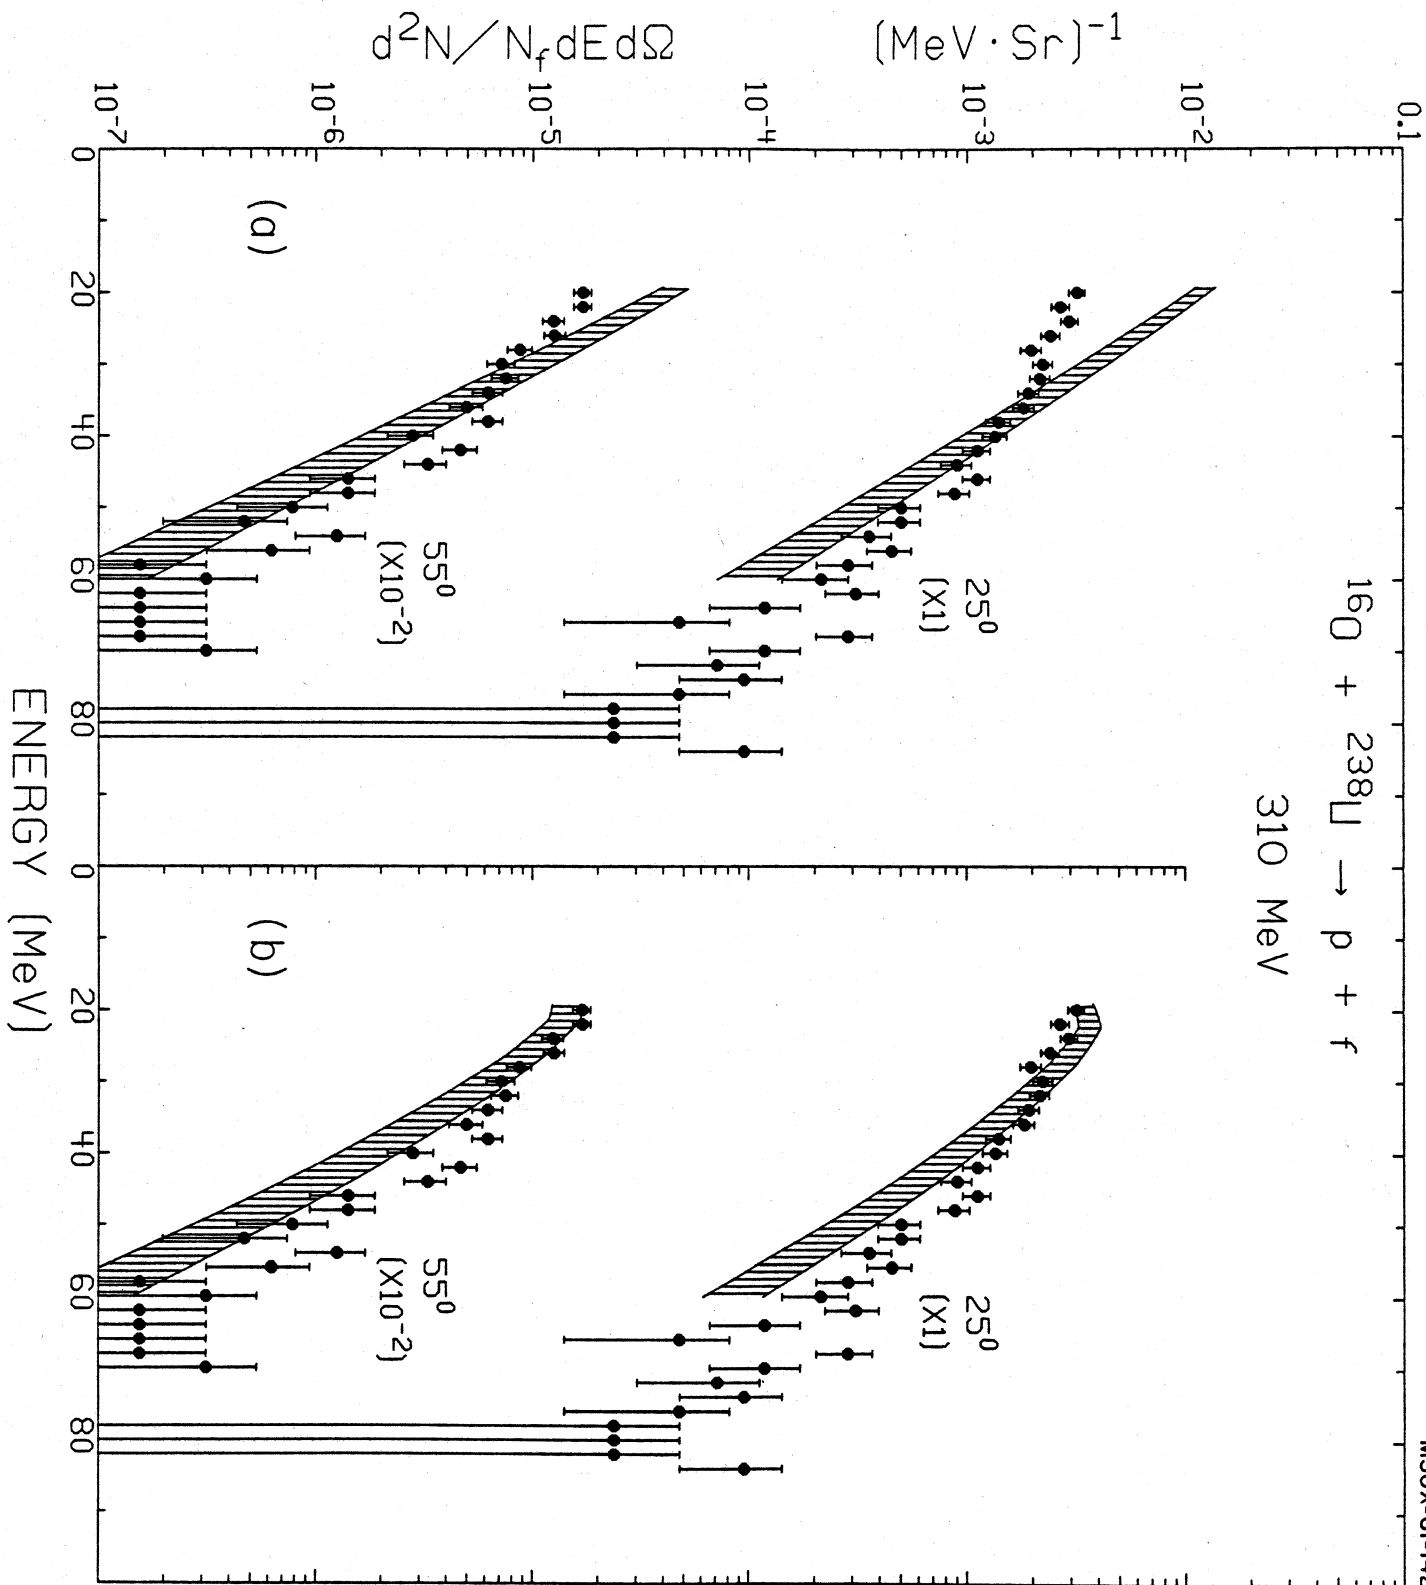 ¹⁶O + ²³⁸U → p + f
310 MeV
d²N/N_f dEdΩ (MeV·Sr)⁻¹
0.1
10⁻²
10⁻³
10⁻⁴
10⁻⁵
10⁻⁶
10⁻⁷
25⁰
(X1)
55⁰
(X10⁻²)
(a)
25⁰
(X1)
55⁰
(X10⁻²)
(b)
0 20 40 60 80 0 20 40 60 80
ENERGY (MeV)